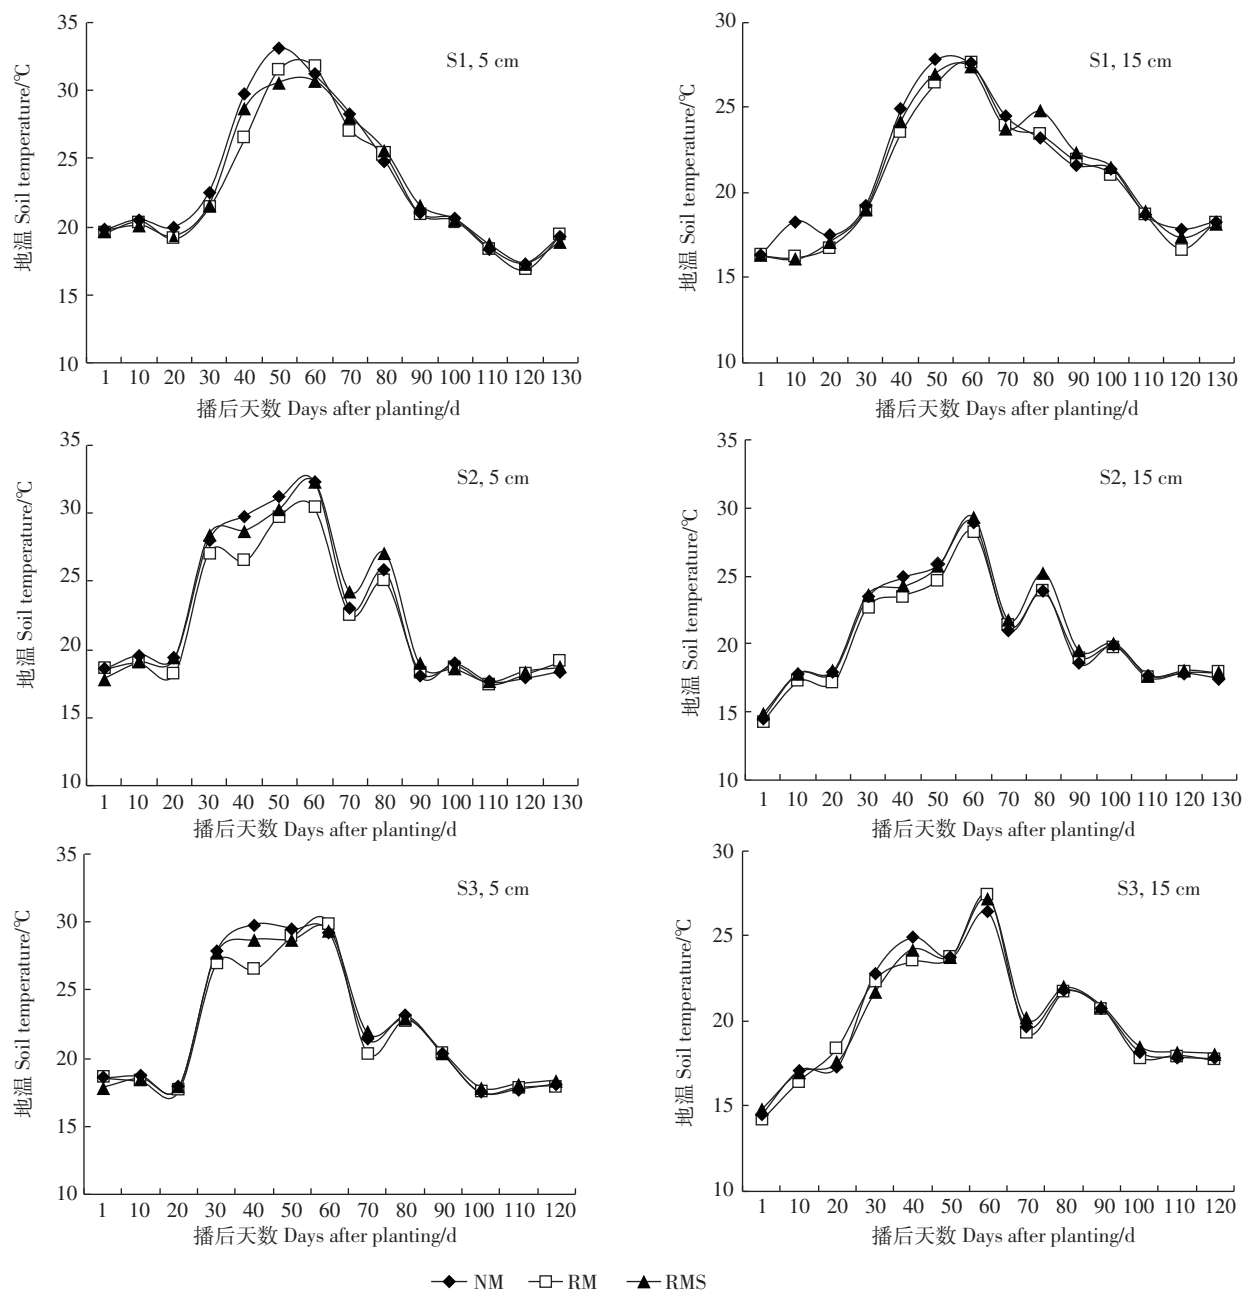 S1, 5 cm
地温 Soil temperature/℃
35
30
25
20
15
10
1 10 20 30 40 50 60 70 80 90 100 110 120 130
播后天数 Days after planting/d
S1, 15 cm
地温 Soil temperature/℃
30
25
20
15
10
1 10 20 30 40 50 60 70 80 90 100 110 120 130
播后天数 Days after planting/d
S2, 5 cm
地温 Soil temperature/℃
35
30
25
20
15
10
1 10 20 30 40 50 60 70 80 90 100 110 120 130
播后天数 Days after planting/d
S2, 15 cm
地温 Soil temperature/℃
35
30
25
20
15
10
1 10 20 30 40 50 60 70 80 90 100 110 120 130
播后天数 Days after planting/d
S3, 5 cm
地温 Soil temperature/℃
35
30
25
20
15
10
1 10 20 30 40 50 60 70 80 90 100 110 120
播后天数 Days after planting/d
S3, 15 cm
地温 Soil temperature/℃
30
25
20
15
10
1 10 20 30 40 50 60 70 80 90 100 110 120
播后天数 Days after planting/d
NM RM RMS